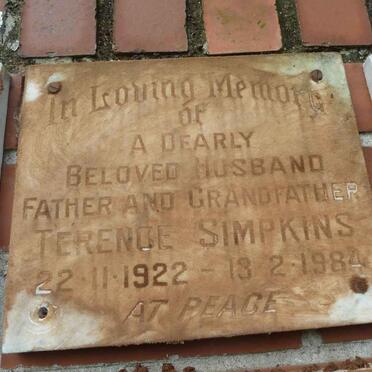 In Loving Memory
of
A DEARLY
BELOVED HUSBAND
FATHER AND GRANDFATHER
TERENCE SIMPKINS
22·11·1922 – 13·2·1984
AT PEACE